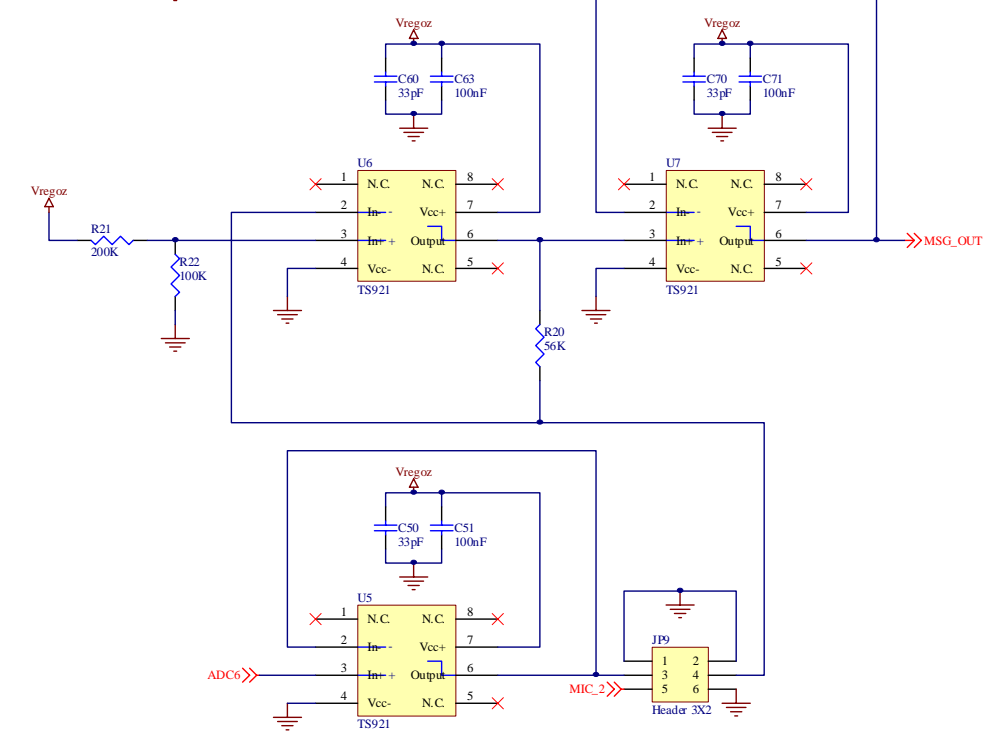 Vregoz
Vregoz
C60
33pF
C63
100nF
C70
33pF
C71
100nF
U6
1 N.C. N.C. 8
2 In- - Vcc+ 7
3 In+ + Output 6
4 Vcc- N.C. 5
TS921
U7
1 N.C. N.C. 8
2 In- - Vcc+ 7
3 In+ + Output 6
4 Vcc- N.C. 5
TS921
MSG_OUT
Vregoz
R21
200K
R22
100K
R20
56K
Vregoz
C50
33pF
C51
100nF
U5
1 N.C. N.C. 8
2 In- - Vcc+ 7
3 In+ + Output 6
4 Vcc- N.C. 5
TS921
ADC6
MIC_2
JP9
1 2
3 4
5 6
Header 3X2